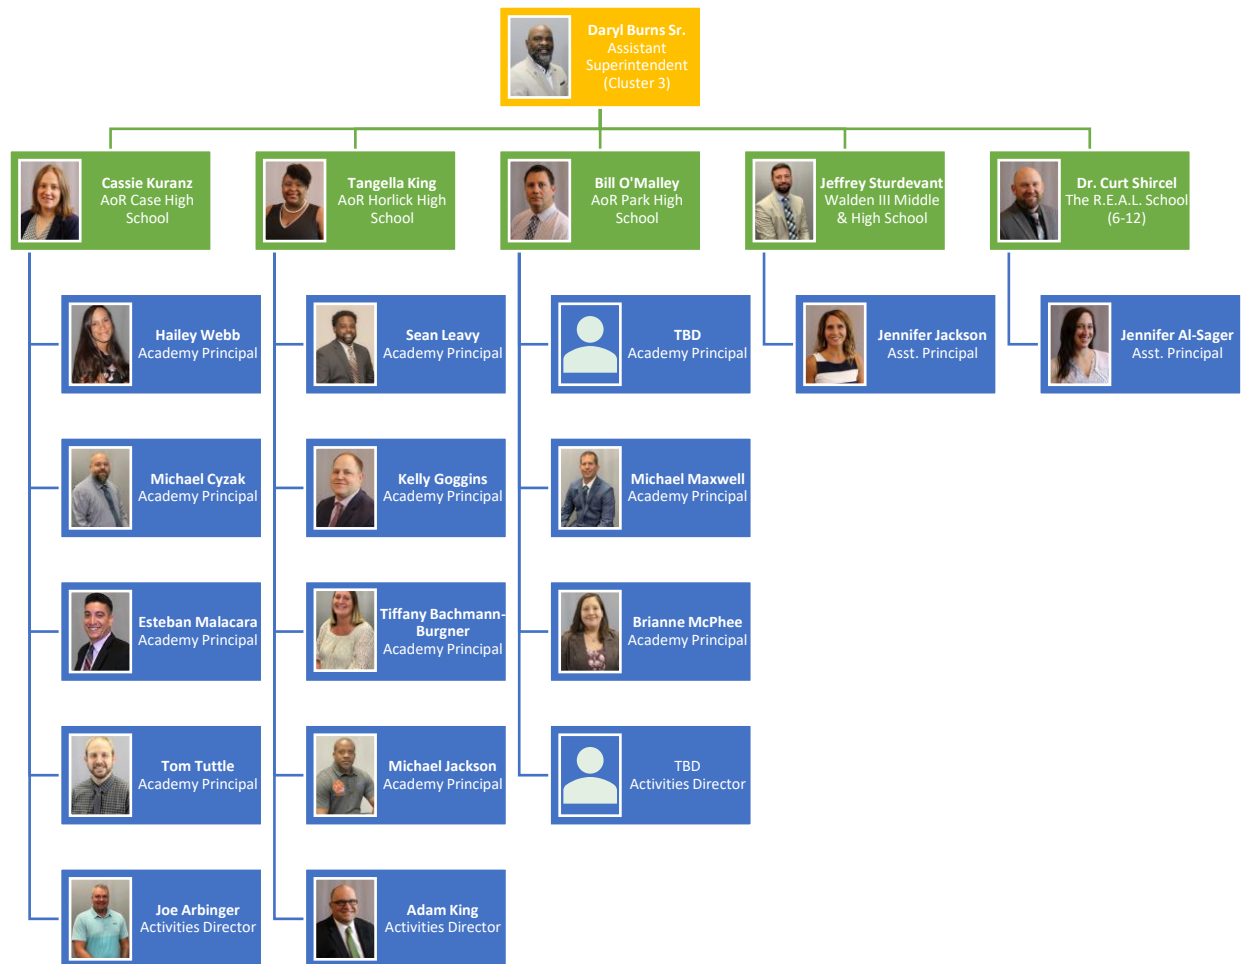 Daryl Burns Sr.
Assistant
Superintendent
(Cluster 3)
Cassie Kuranz
AoR Case High
School
Tangella King
AoR Horlick High
School
Bill O'Malley
AoR Park High
School
Jeffrey Sturdevant
Walden III Middle
& High School
Dr. Curt Shircel
The R.E.A.L. School
(6-12)
Hailey Webb
Academy Principal
Sean Leavy
Academy Principal
TBD
Academy Principal
Jennifer Jackson
Asst. Principal
Jennifer Al-Sager
Asst. Principal
Michael Cyzak
Academy Principal
Kelly Goggins
Academy Principal
Michael Maxwell
Academy Principal
Esteban Malacara
Academy Principal
Tiffany Bachmann-
Burgner
Academy Principal
Brianne McPhee
Academy Principal
Tom Tuttle
Academy Principal
Michael Jackson
Academy Principal
TBD
Activities Director
Joe Arbinger
Activities Director
Adam King
Activities Director